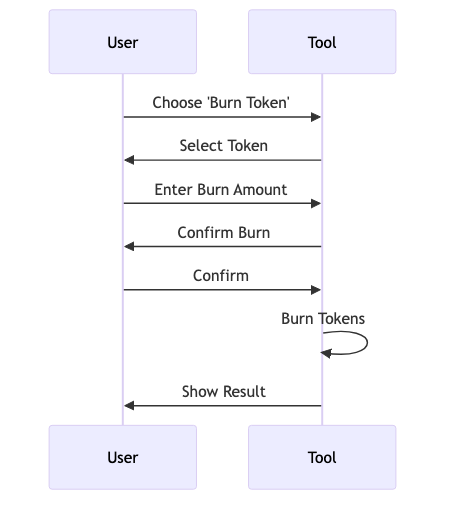 User Tool
Choose 'Burn Token'
Select Token
Enter Burn Amount
Confirm Burn
Confirm
Burn Tokens
Show Result
User Tool